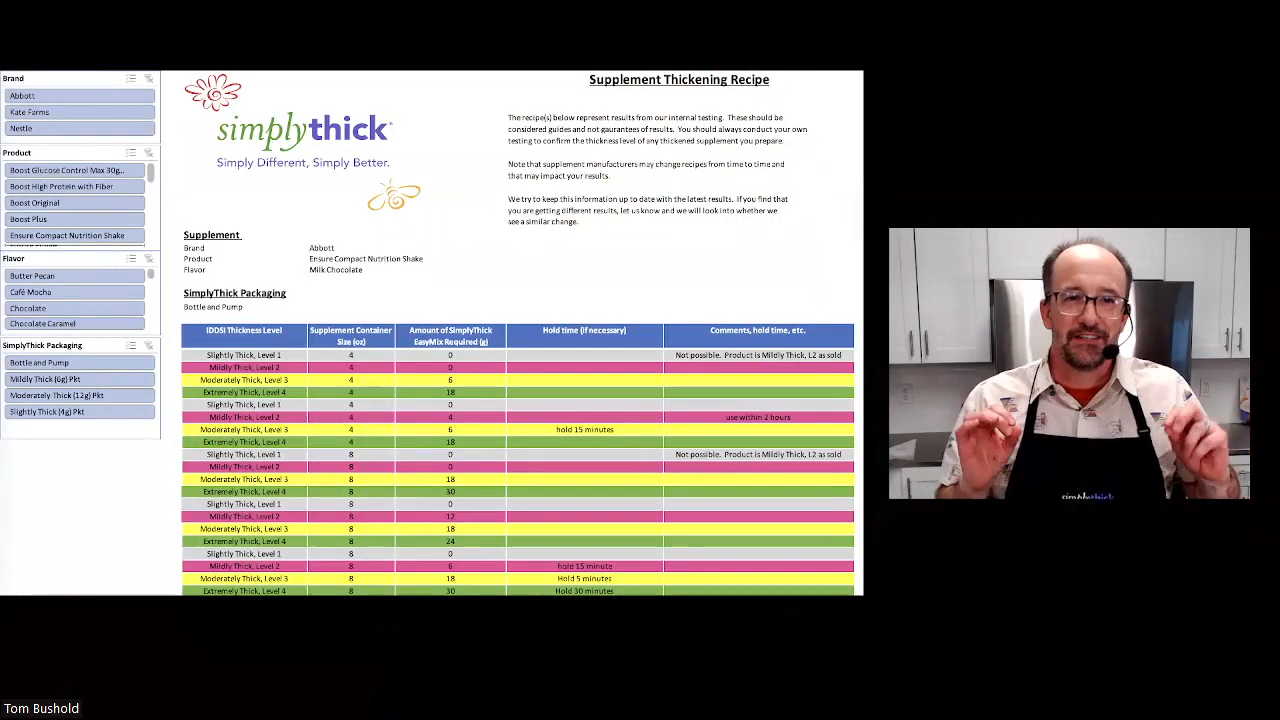 Brand
Abbott
Kate Farms
Nestle
Product
Boost Glucose Control Max 30g...
Boost High Protein with Fiber
Boost Original
Boost Plus
Ensure Compact Nutrition Shake
Flavor
Butter Pecan
Café Mocha
Chocolate
Chocolate Caramel
SimplyThick Packaging
Bottle and Pump
Mildly Thick (6g) Pkt
Moderately Thick (12g) Pkt
Slightly Thick (4g) Pkt
simplythick™
Simply Different, Simply Better.
Supplement Thickening Recipe
The recipe(s) below represent results from our internal testing. These should be
considered guides and not gaurantees of results. You should always conduct your own
testing to confirm the thickness level of any thickened supplement you prepare.
Note that supplement manufacturers may change recipes from time to time and
that may impact your results.
We try to keep this information up to date with the latest results. If you find that
you are getting different results, let us know and we will look into whether we
see a similar change.
Supplement
Brand Abbott
Product Ensure Compact Nutrition Shake
Flavor Milk Chocolate
SimplyThick Packaging
Bottle and Pump
IDDSI Thickness Level Supplement Container Size (oz) Amount of SimplyThick EasyMix Required (g) Hold time (if necessary) Comments, hold time, etc.
Slightly Thick, Level 1 4 0 Not possible. Product is Mildly Thick, L2 as sold
Mildly Thick, Level 2 4 0
Moderately Thick, Level 3 4 6
Extremely Thick, Level 4 4 18
Slightly Thick, Level 1 4 0
Mildly Thick, Level 2 4 4 use within 2 hours
Moderately Thick, Level 3 4 6 hold 15 minutes
Extremely Thick, Level 4 4 18
Slightly Thick, Level 1 8 0 Not possible. Product is Mildly Thick, L2 as sold
Mildly Thick, Level 2 8 0
Moderately Thick, Level 3 8 18
Extremely Thick, Level 4 8 30
Slightly Thick, Level 1 8 0
Mildly Thick, Level 2 8 12
Moderately Thick, Level 3 8 18
Extremely Thick, Level 4 8 24
Slightly Thick, Level 1 8 0
Mildly Thick, Level 2 8 6 hold 15 minute
Moderately Thick, Level 3 8 18 Hold 5 minutes
Extremely Thick, Level 4 8 30 Hold 30 minutes
simplythick
Tom Bushold